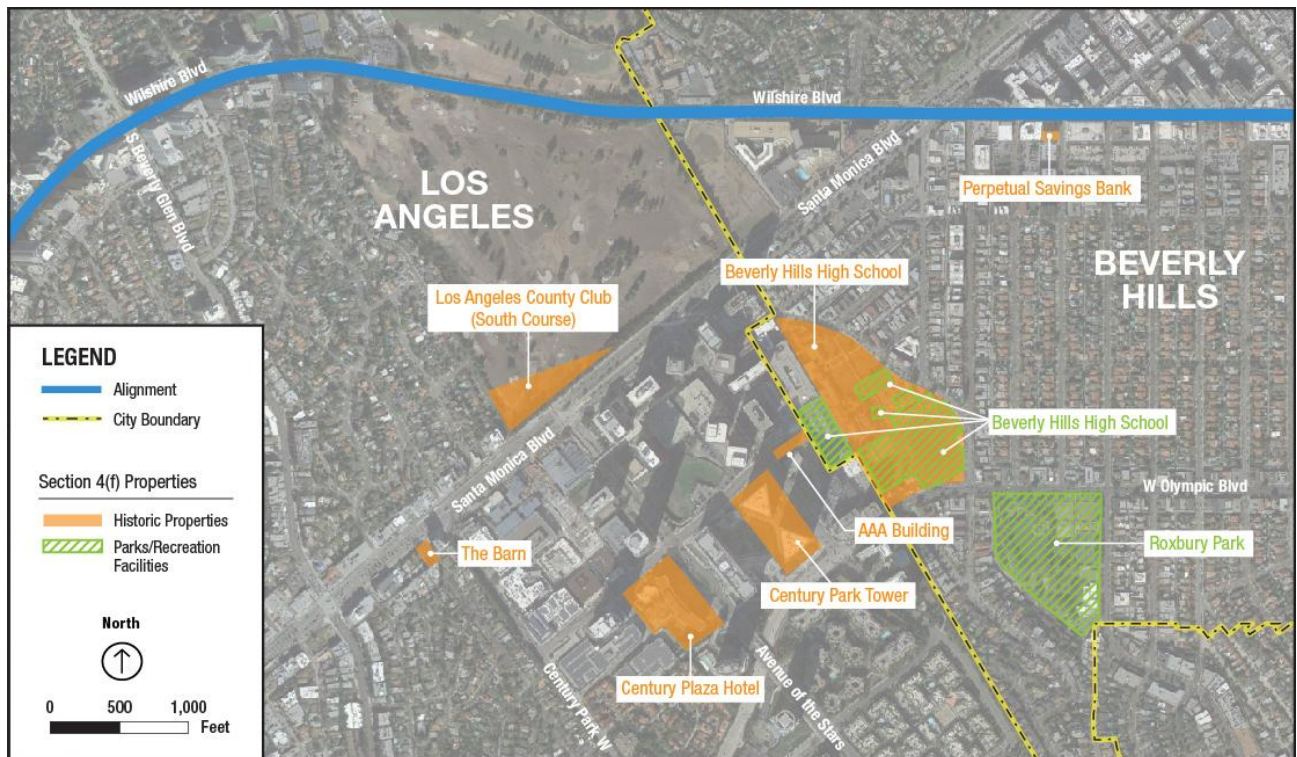 Wilshire Blvd
Wilshire Blvd
S Beverly Glen Blvd
Santa Monica Blvd
LOS
ANGELES
Perpetual Savings Bank
BEVERLY
HILLS
Beverly Hills High School
Los Angeles County Club
(South Course)
Beverly Hills High School
Santa Monica Blvd
W Olympic Blvd
AAA Building
Roxbury Park
The Barn
Century Park Tower
Century Plaza Hotel
Century Park W
Avenue of the Stars
LEGEND
Alignment
City Boundary
Section 4(f) Properties
Historic Properties
Parks/Recreation
Facilities
North
0 500 1,000
Feet